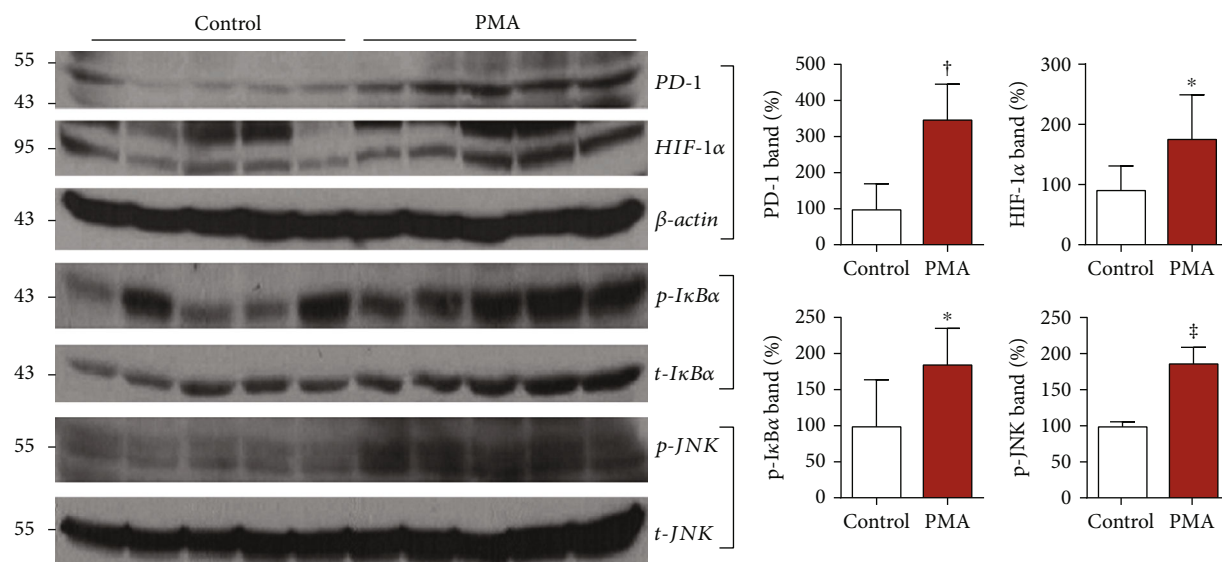 Control PMA
55
43
PD-1
95
HIF-1α
43
β-actin
43
p-IκBα
43
t-IκBα
55
p-JNK
55
t-JNK
PD-1 band (%)
500
400
300
200
100
0
†
Control PMA
HIF-1α band (%)
300
200
100
0
*
Control PMA
p-IκBα band (%)
250
200
150
100
50
0
*
Control PMA
p-JNK band (%)
250
200
150
100
50
0
‡
Control PMA